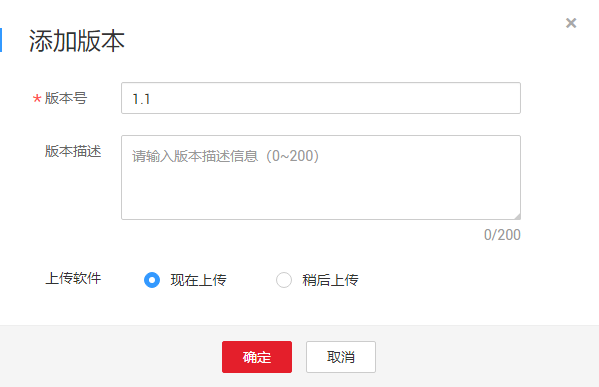 添加版本
* 版本号 1.1
版本描述 请输入版本描述信息（0~200）
0/200
上传软件 现在上传 稍后上传
确定 取消